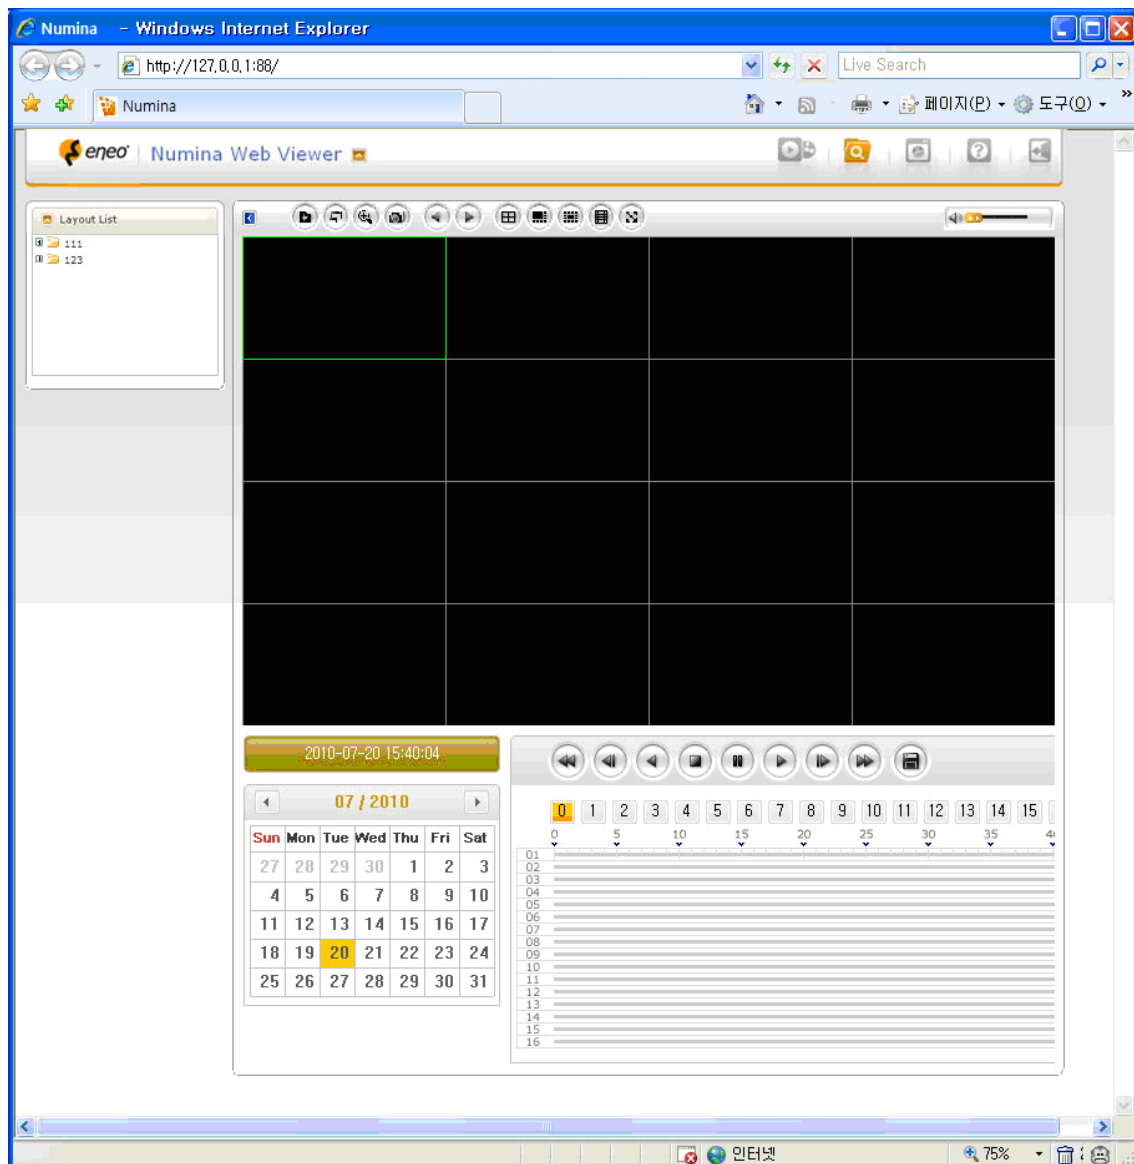 Numina - Windows Internet Explorer
http://127.0.0.1:88/
Live Search
Numina
페이지(P)
도구(O)
»
eneo
Numina Web Viewer
Layout List
111
123
2010-07-20 15:40:04
07 / 2010
Sun Mon Tue Wed Thu Fri Sat
27 28 29 30 1 2 3
4 5 6 7 8 9 10
11 12 13 14 15 16 17
18 19 20 21 22 23 24
25 26 27 28 29 30 31
0 1 2 3 4 5 6 7 8 9 10 11 12 13 14 15
0 5 10 15 20 25 30 35
01
02
03
04
05
06
07
08
09
10
11
12
13
14
15
16
인터넷
75%